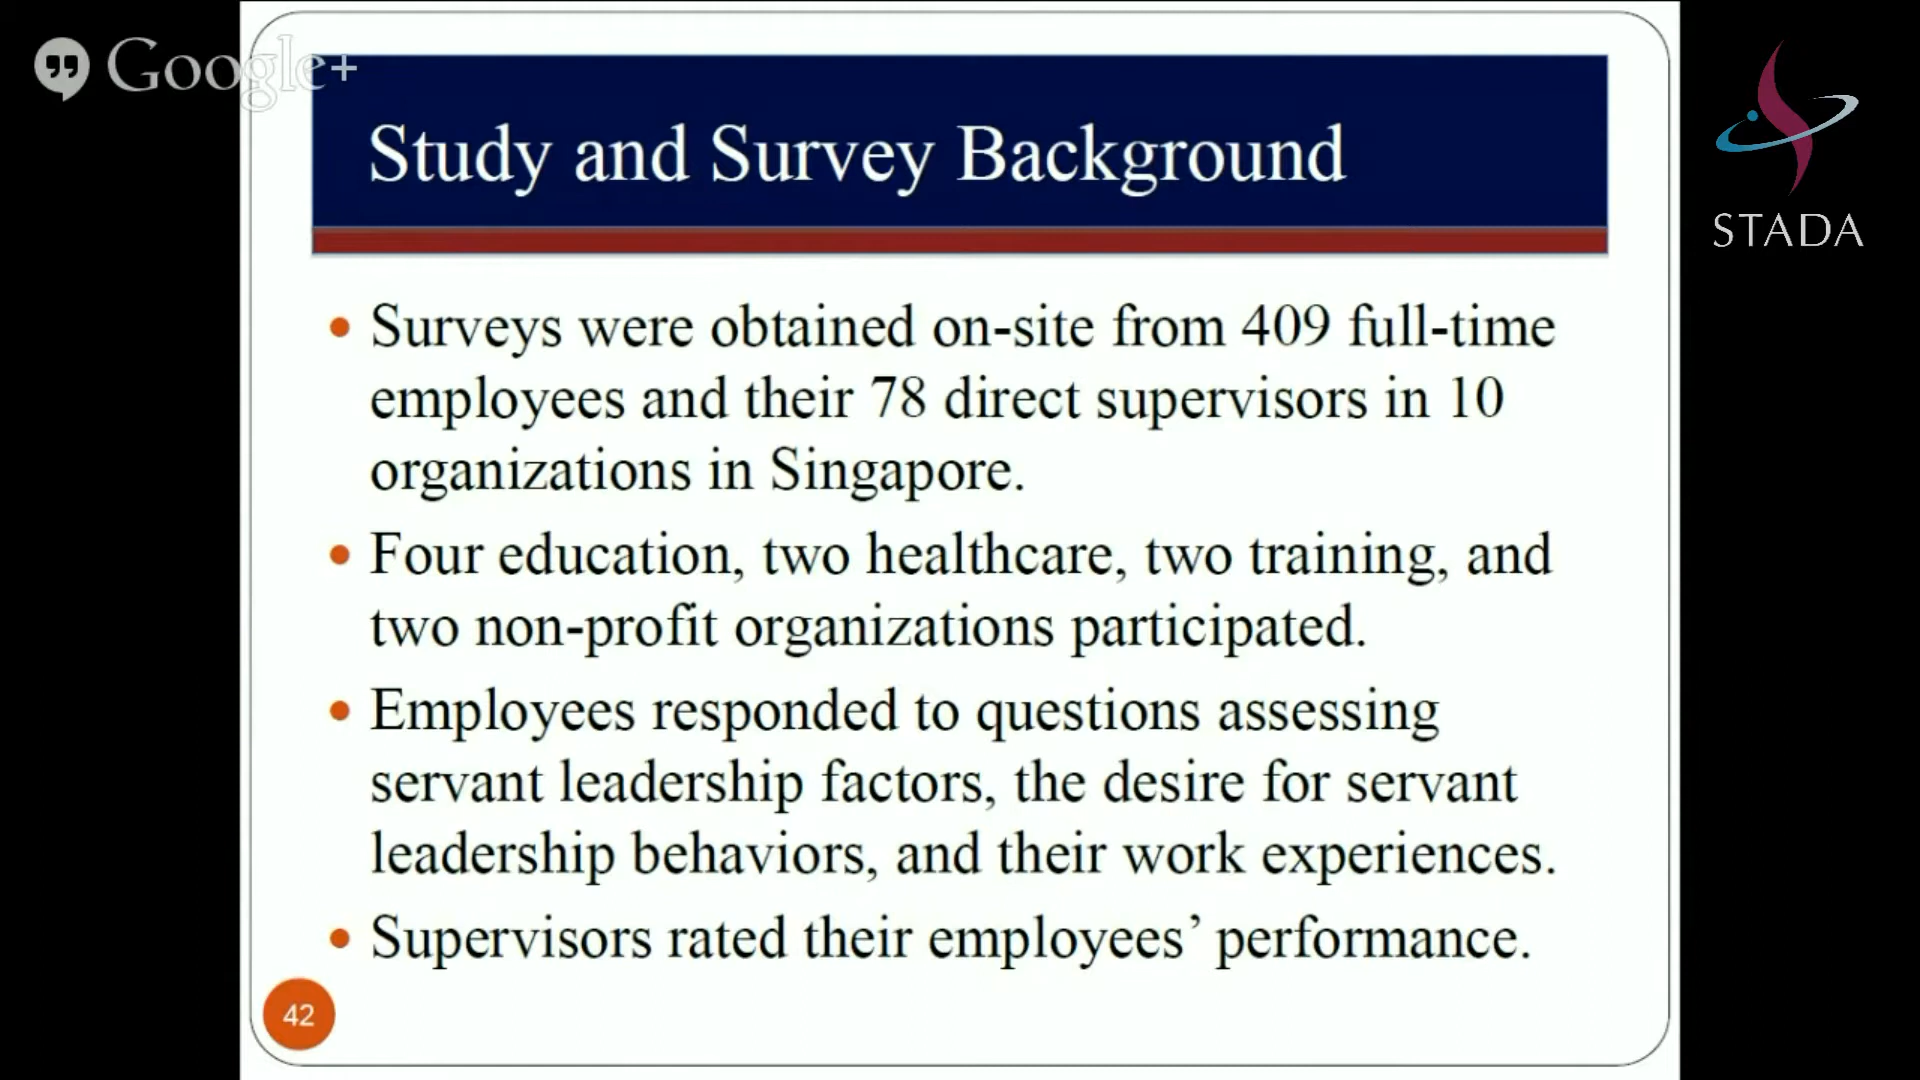 Google+
Study and Survey Background
STADA
• Surveys were obtained on-site from 409 full-time
employees and their 78 direct supervisors in 10
organizations in Singapore.
• Four education, two healthcare, two training, and
two non-profit organizations participated.
• Employees responded to questions assessing
servant leadership factors, the desire for servant
leadership behaviors, and their work experiences.
• Supervisors rated their employees’ performance.
42